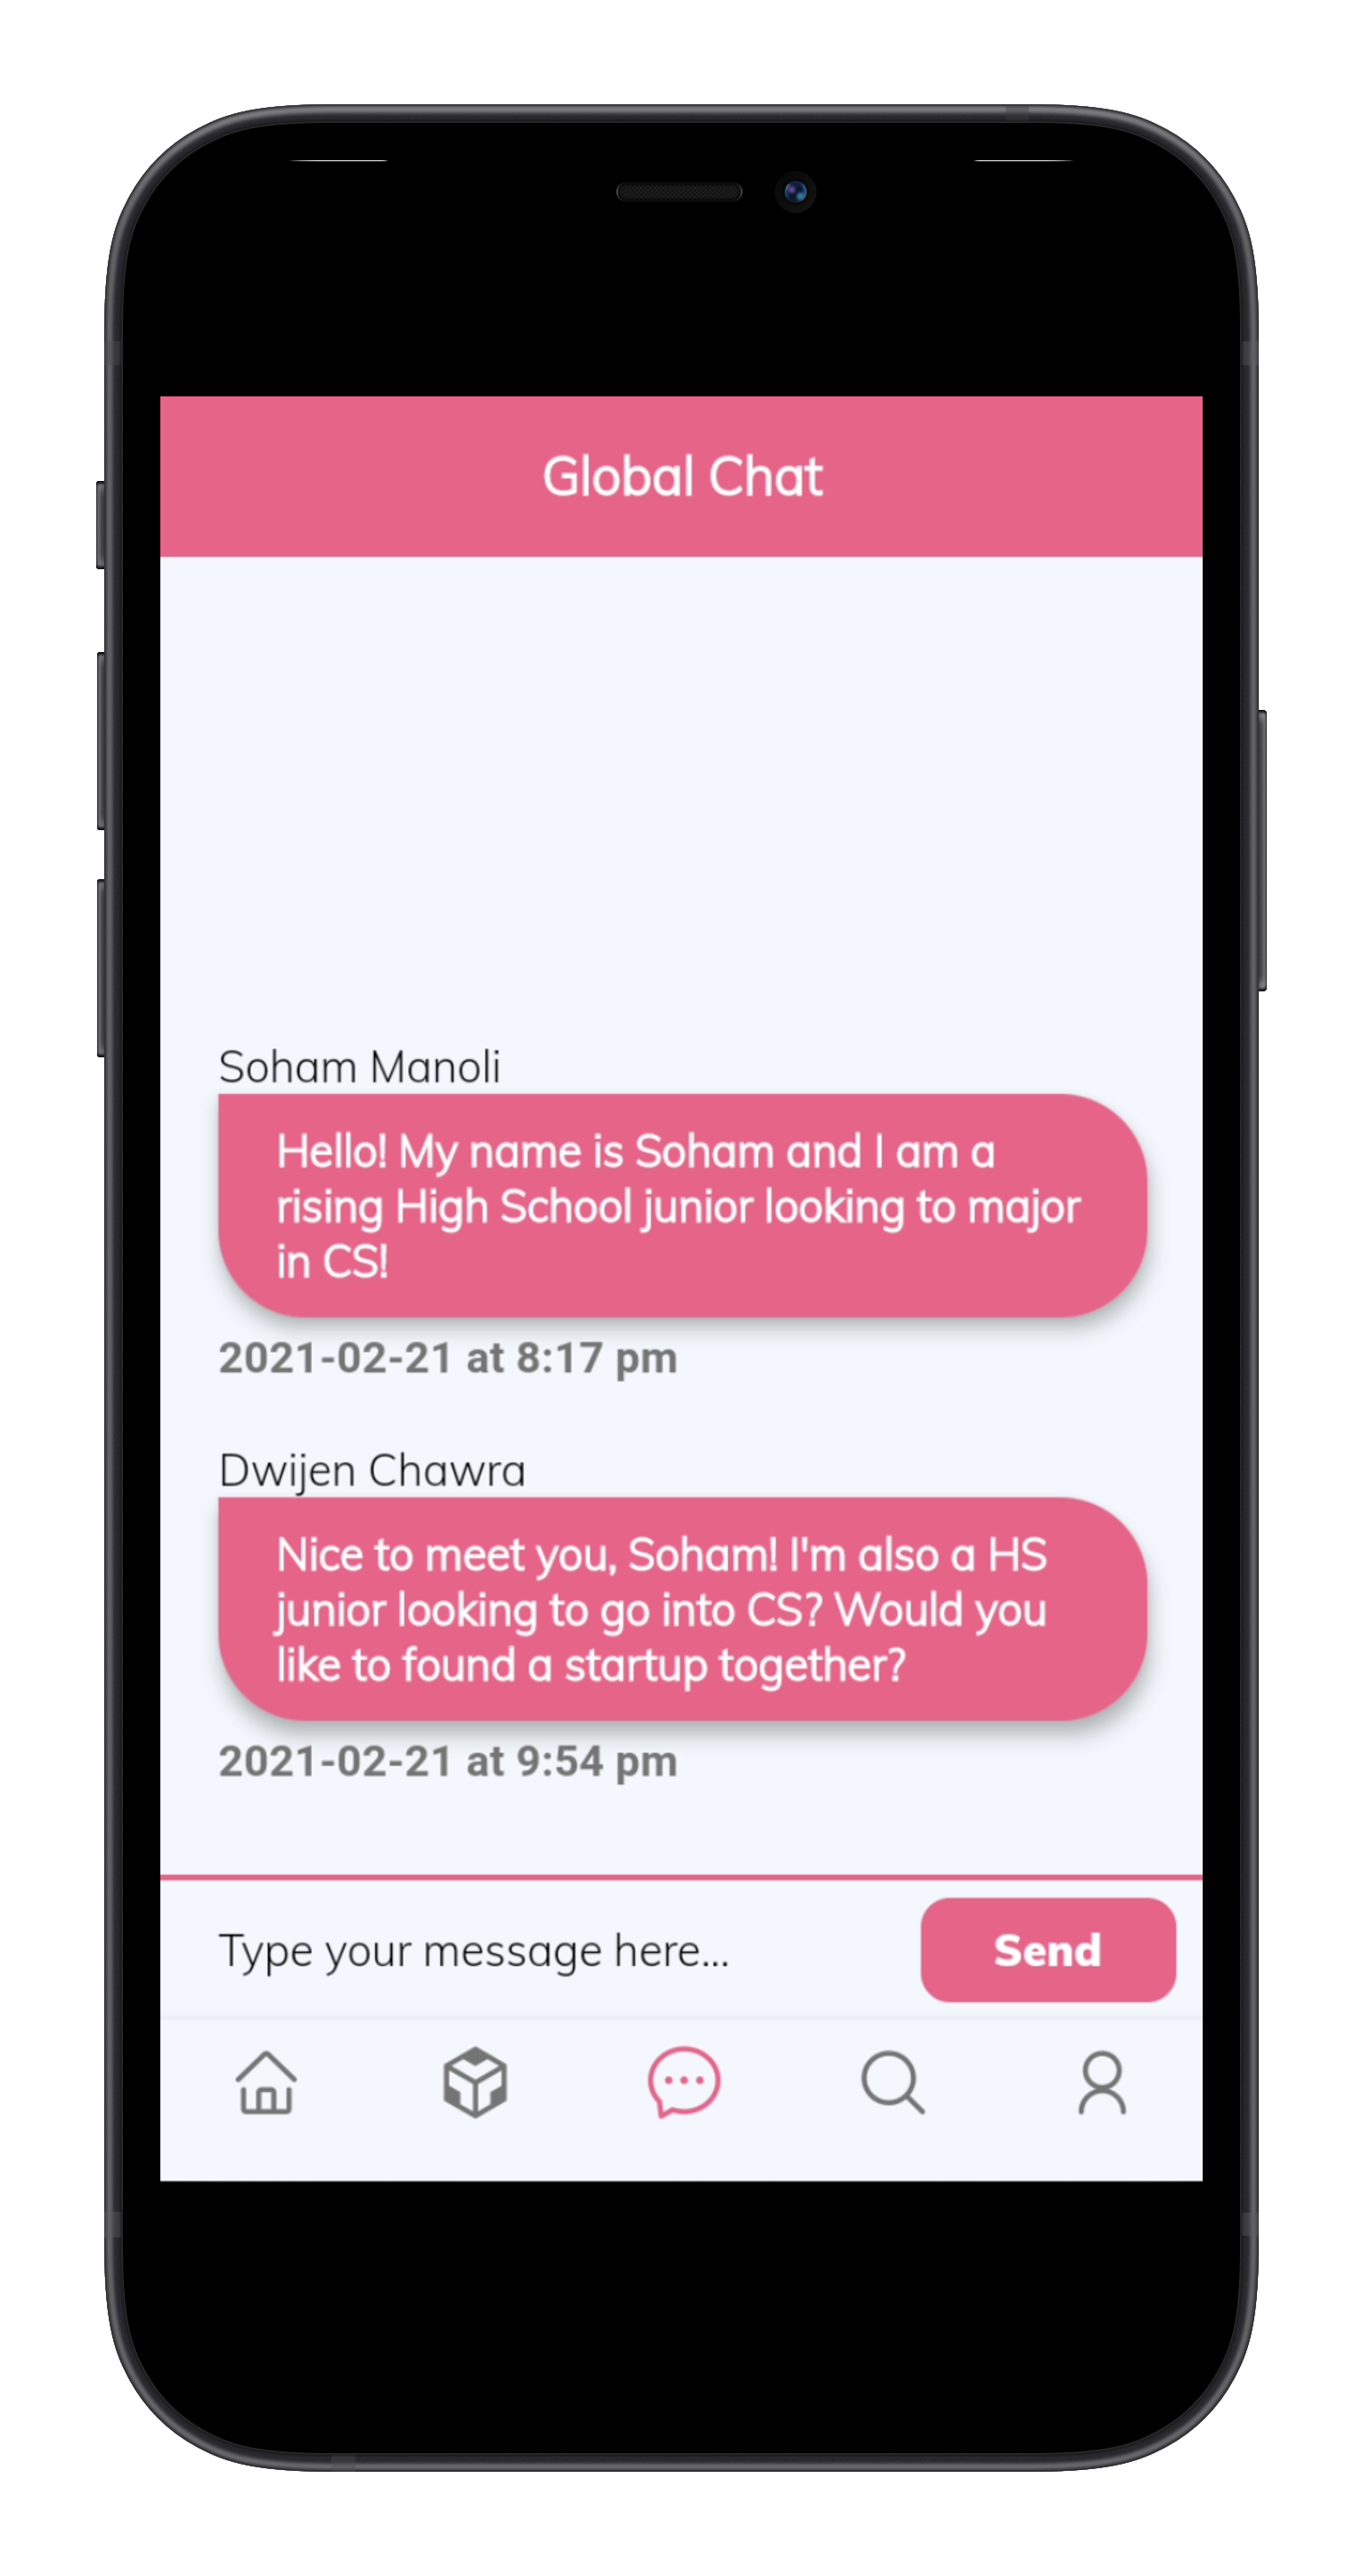 Global Chat
Soham Manoli
Hello! My name is Soham and I am a
rising High School junior looking to major
in CS!
2021-02-21 at 8:17 pm
Dwijen Chawra
Nice to meet you, Soham! I'm also a HS
junior looking to go into CS? Would you
like to found a startup together?
2021-02-21 at 9:54 pm
Type your message here...
Send